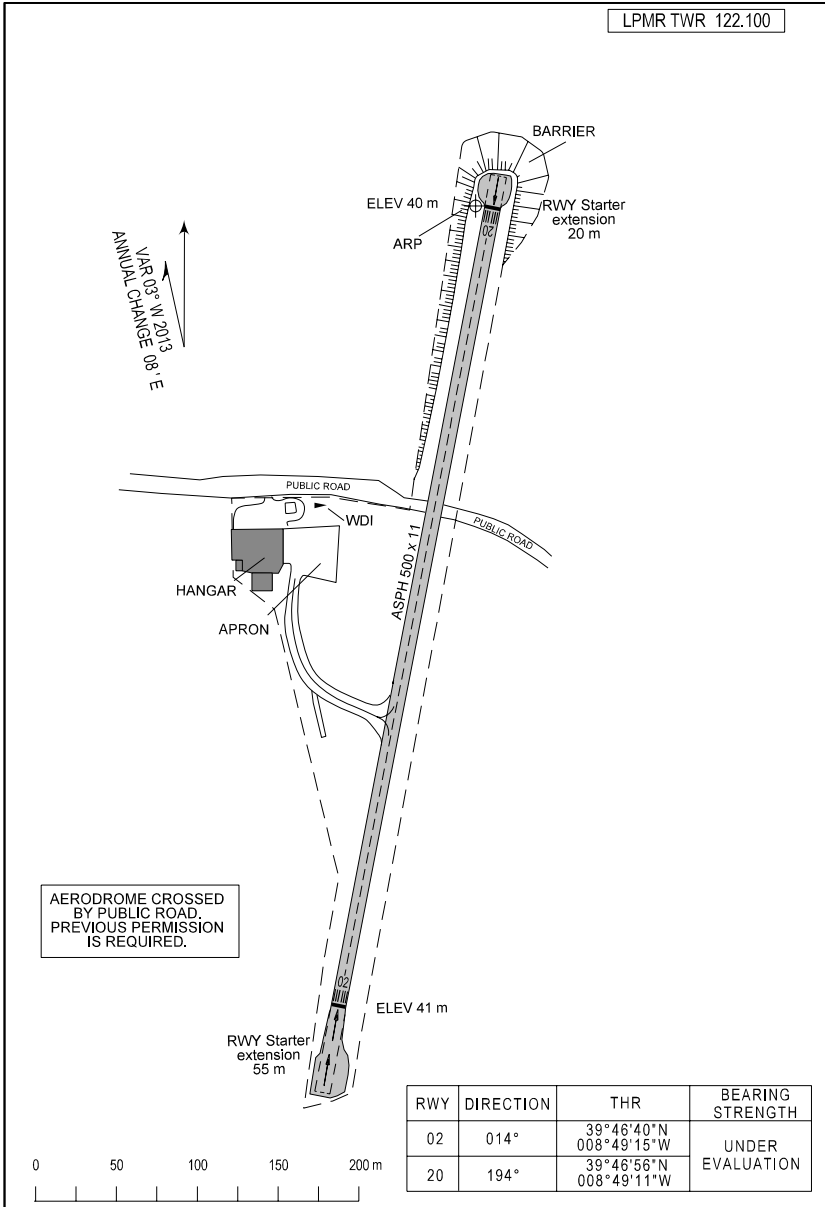 LPMR TWR 122.100
BARRIER
ELEV 40 m
RWY Starter
extension
20 m
ARP
20
VAR 03° W 2013
ANNUAL CHANGE 08 ' E
PUBLIC ROAD
WDI
PUBLIC ROAD
ASPH 500 x 11
HANGAR
APRON
AERODROME CROSSED
BY PUBLIC ROAD.
PREVIOUS PERMISSION
IS REQUIRED.
02
ELEV 41 m
RWY Starter
extension
55 m
RWY DIRECTION THR BEARING STRENGTH
02 014° 39°46'40"N 008°49'15"W UNDER EVALUATION
20 194° 39°46'56"N 008°49'11"W
0 50 100 150 200 m